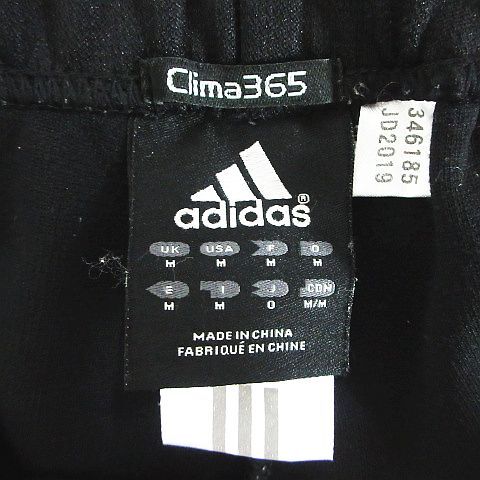 Clima365
346185
JD2019
adidas®
UK USA F D
M M M M
E I J CDN
M M O M/M
MADE IN CHINA
FABRIQUÉ EN CHINE